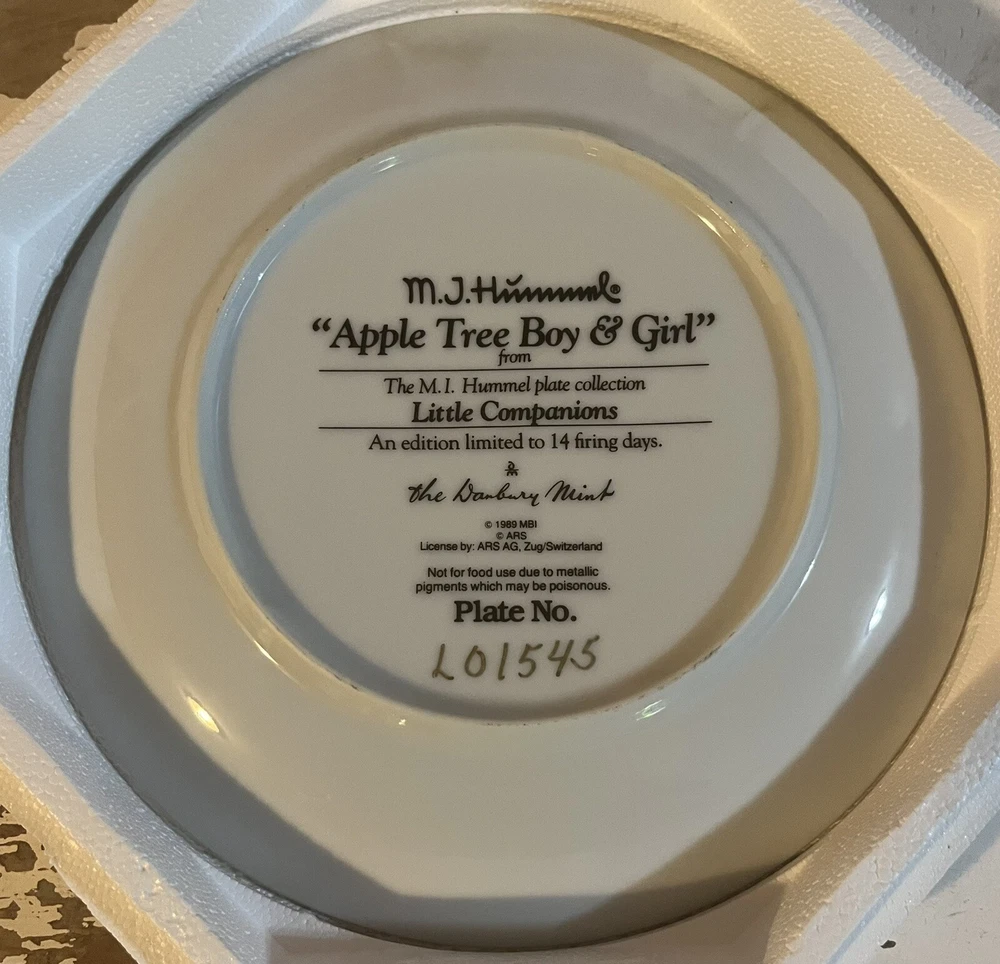 M.J.Hummel®
“Apple Tree Boy & Girl”
from
The M.I. Hummel plate collection
Little Companions
An edition limited to 14 firing days.
the Danbury Mint
© 1989 MBI
© ARS
License by: ARS AG, Zug/Switzerland
Not for food use due to metallic
pigments which may be poisonous.
Plate No.
LO1545